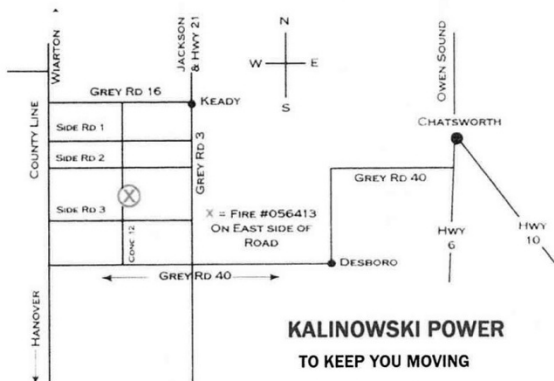 WIARTON
JACKSON
& HWY 21
N
W E
S
OWEN SOUND
GREY RD 16
KEADY
CHATSWORTH
COUNTY LINE
SIDE RD 1
SIDE RD 2
GREY RD 3
GREY RD 40
X
SIDE RD 3
CONC 12
X = FIRE #056413
ON EAST SIDE OF
ROAD
HWY
6
HWY
10
GREY RD 40
DESBORO
HANOVER
KALINOWSKI POWER
TO KEEP YOU MOVING